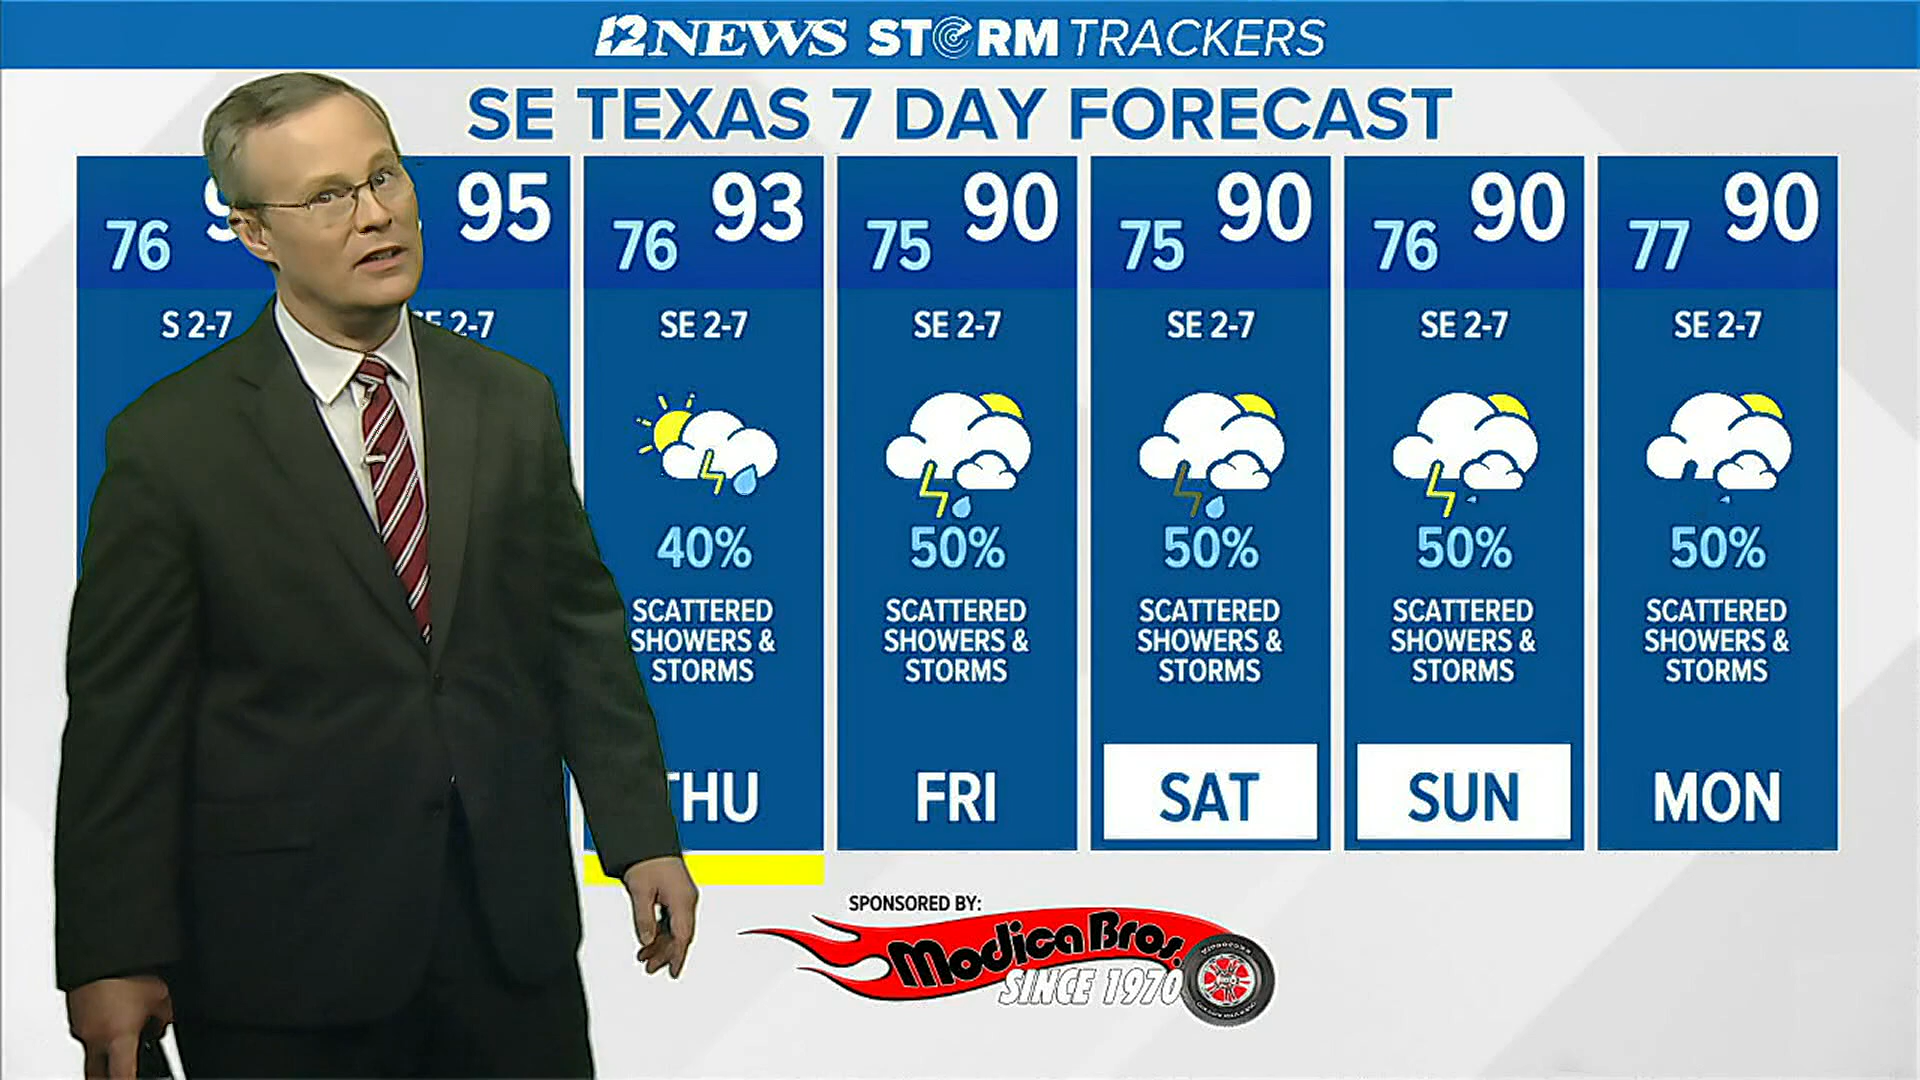 12NEWS STORM TRACKERS
SE TEXAS 7 DAY FORECAST
76 95 76 93 75 90 75 90 76 90 77 90
S 2-7 SE 2-7 SE 2-7 SE 2-7 SE 2-7 SE 2-7
40% 50% 50% 50% 50%
SCATTERED SCATTERED SCATTERED SCATTERED SCATTERED
SHOWERS & SHOWERS & SHOWERS & SHOWERS & SHOWERS &
STORMS STORMS STORMS STORMS STORMS
THU FRI SAT SUN MON
SPONSORED BY:
Modica Bros.
SINCE 1970